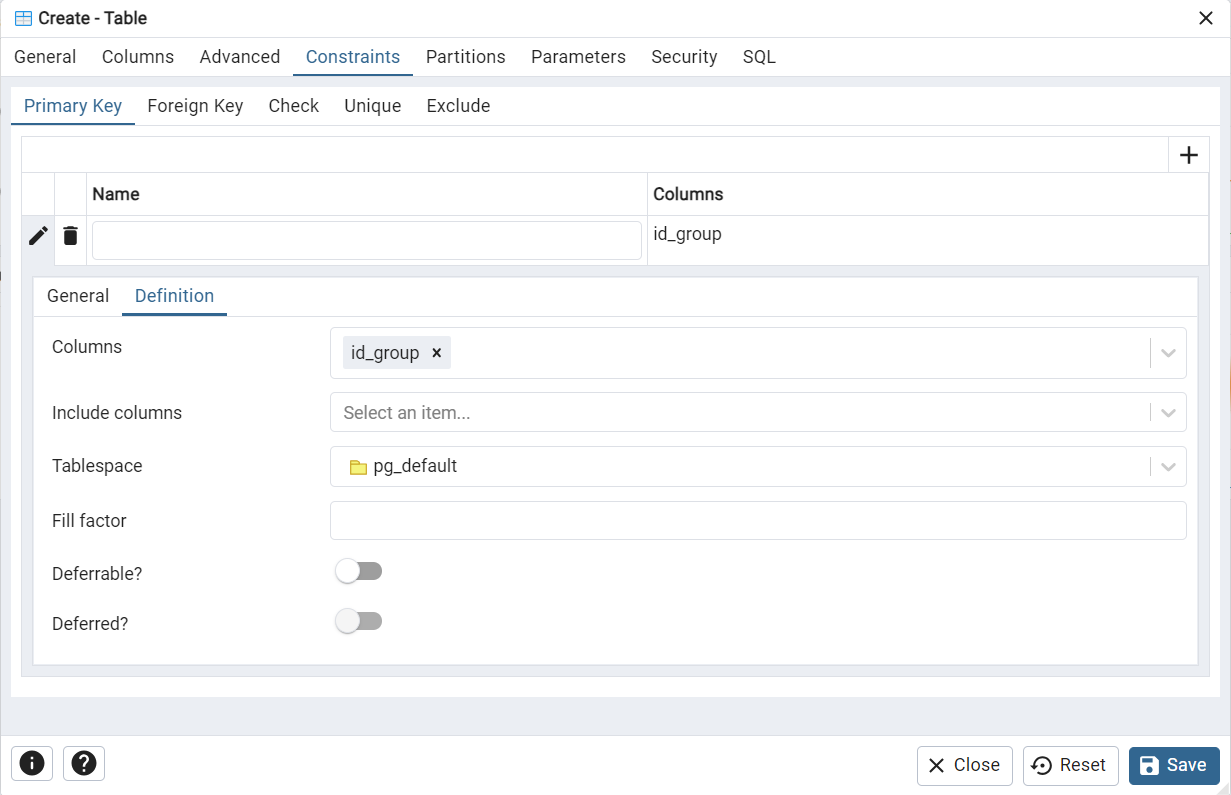 Create - Table
General Columns Advanced Constraints Partitions Parameters Security SQL
Primary Key Foreign Key Check Unique Exclude
Name Columns
id_group
General Definition
Columns id_group
Include columns Select an item...
Tablespace pg_default
Fill factor
Deferrable?
Deferred?
Close Reset Save